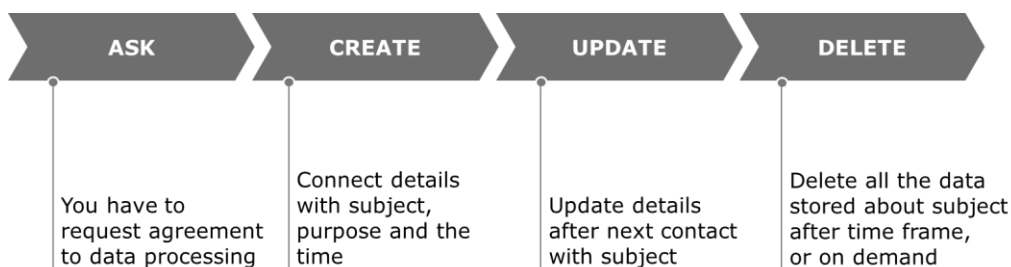 ASK
CREATE
UPDATE
DELETE
You have to
request agreement
to data processing
Connect details
with subject,
purpose and the
time
Update details
after next contact
with subject
Delete all the data
stored about subject
after time frame,
or on demand